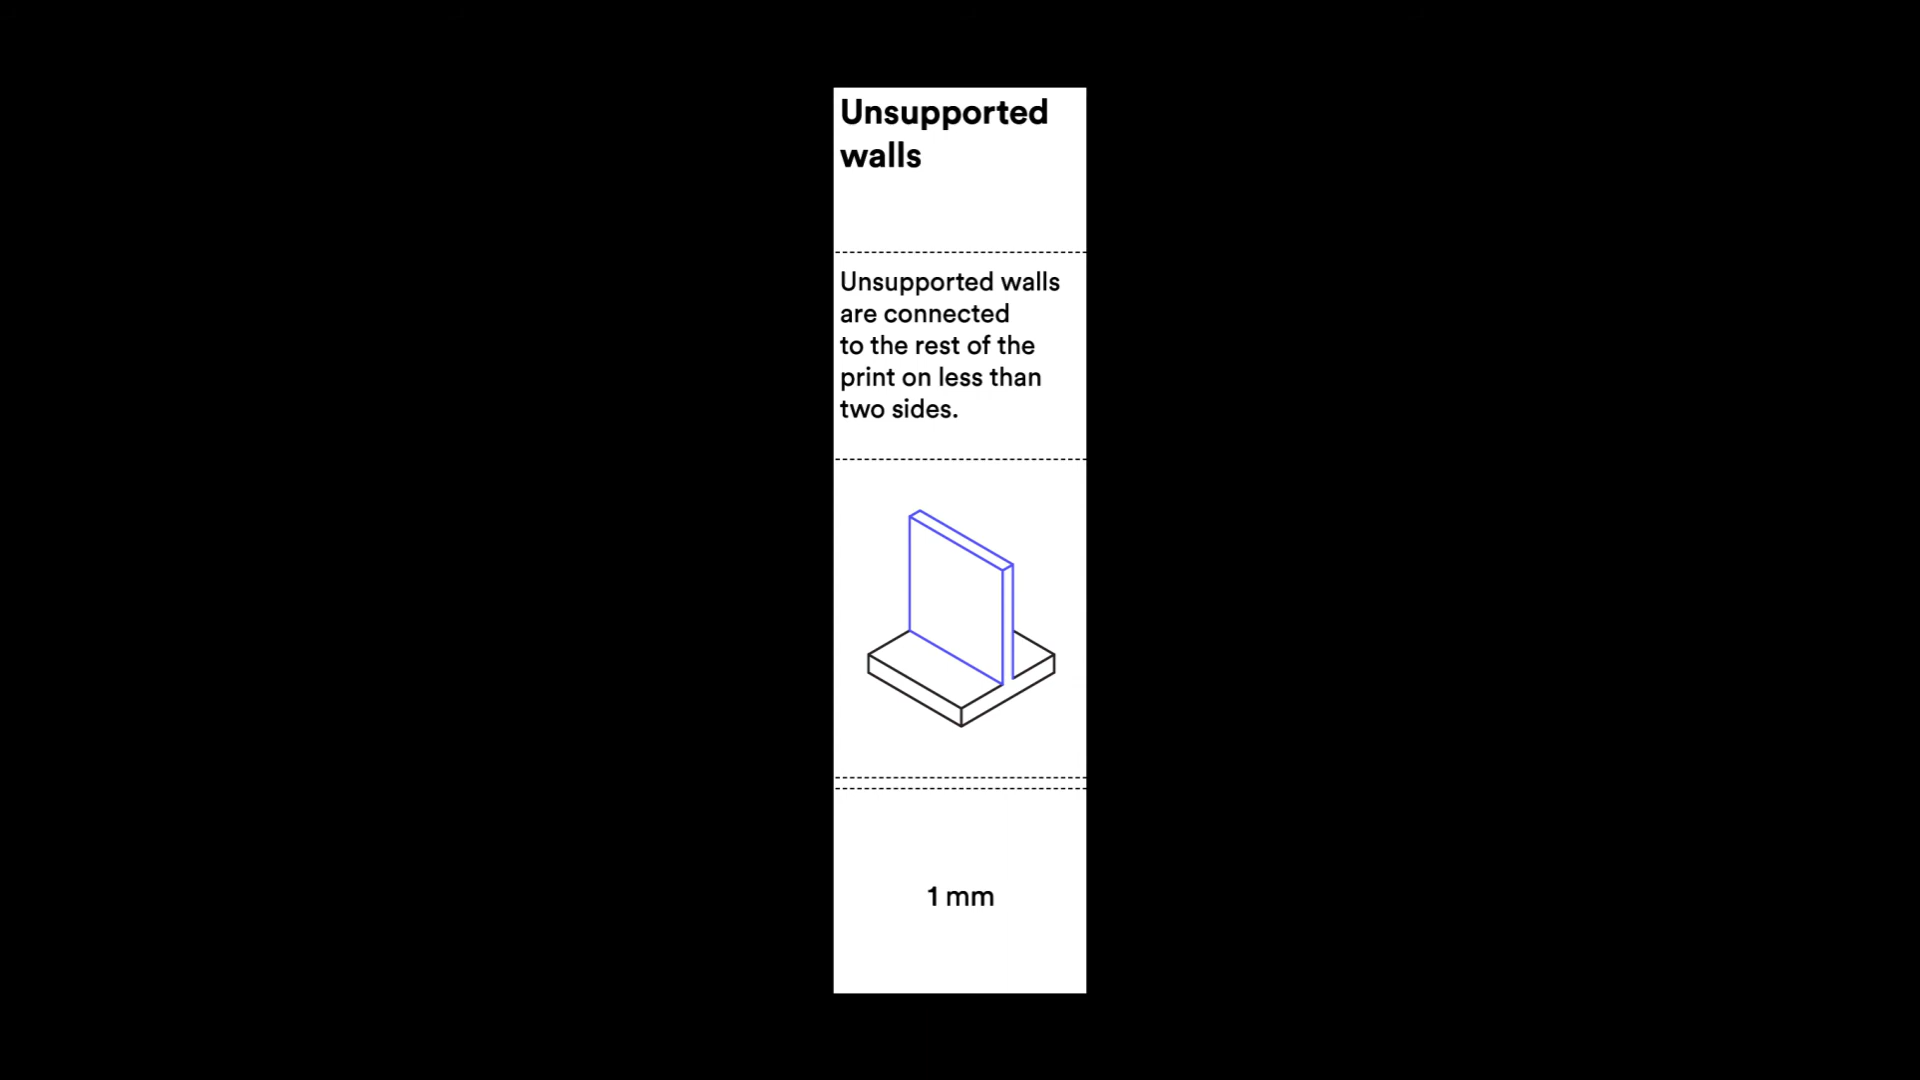 Unsupported
walls
Unsupported walls
are connected
to the rest of the
print on less than
two sides.
1 mm